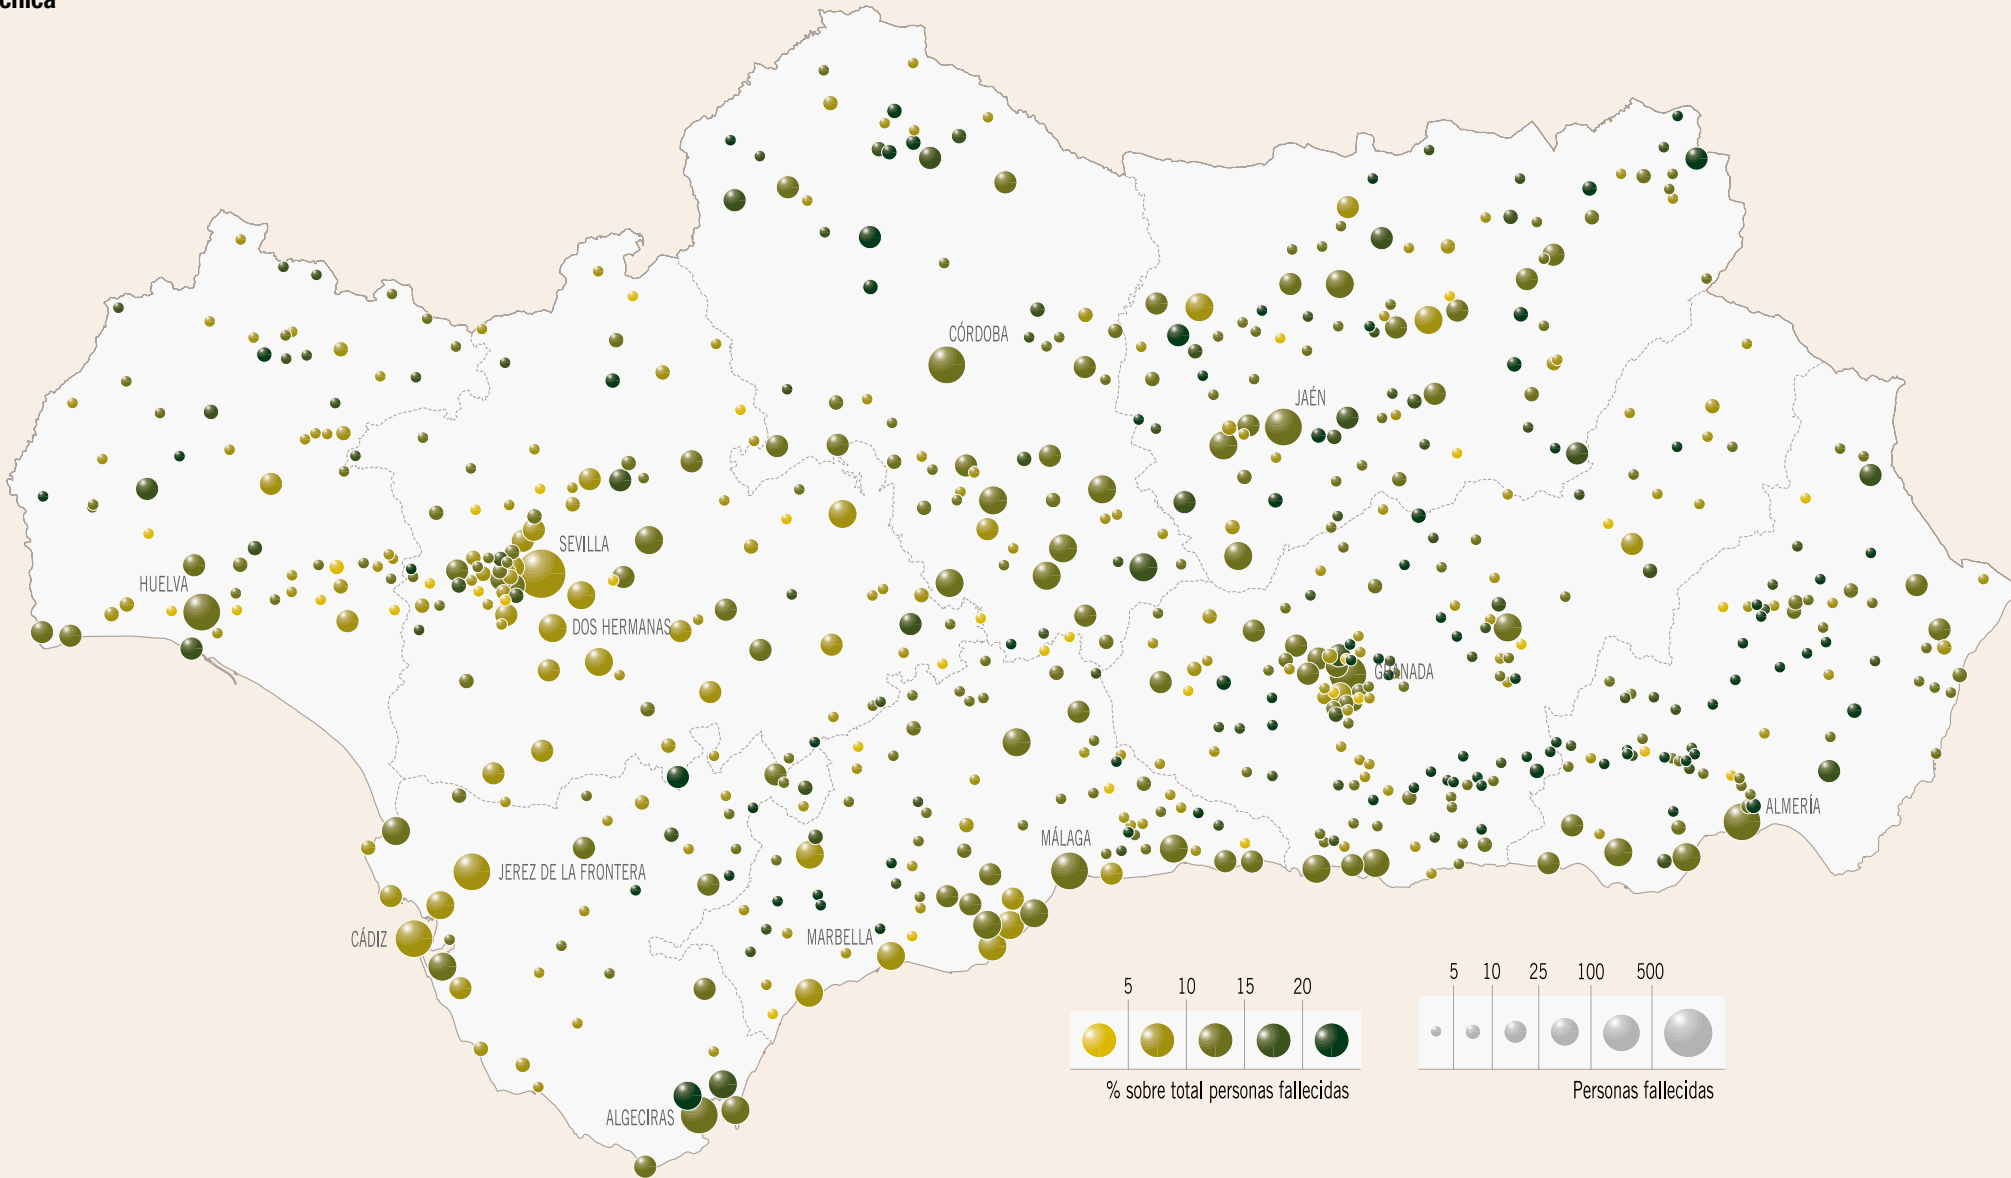 CÓRDOBA
JAÉN
SEVILLA
HUELVA
DOS HERMANAS
GRANADA
ALMERÍA
MÁLAGA
JEREZ DE LA FRONTERA
CÁDIZ
MARBELLA
ALGECIRAS
5 10 15 20
% sobre total personas fallecidas
5 10 25 100 500
Personas fallecidas